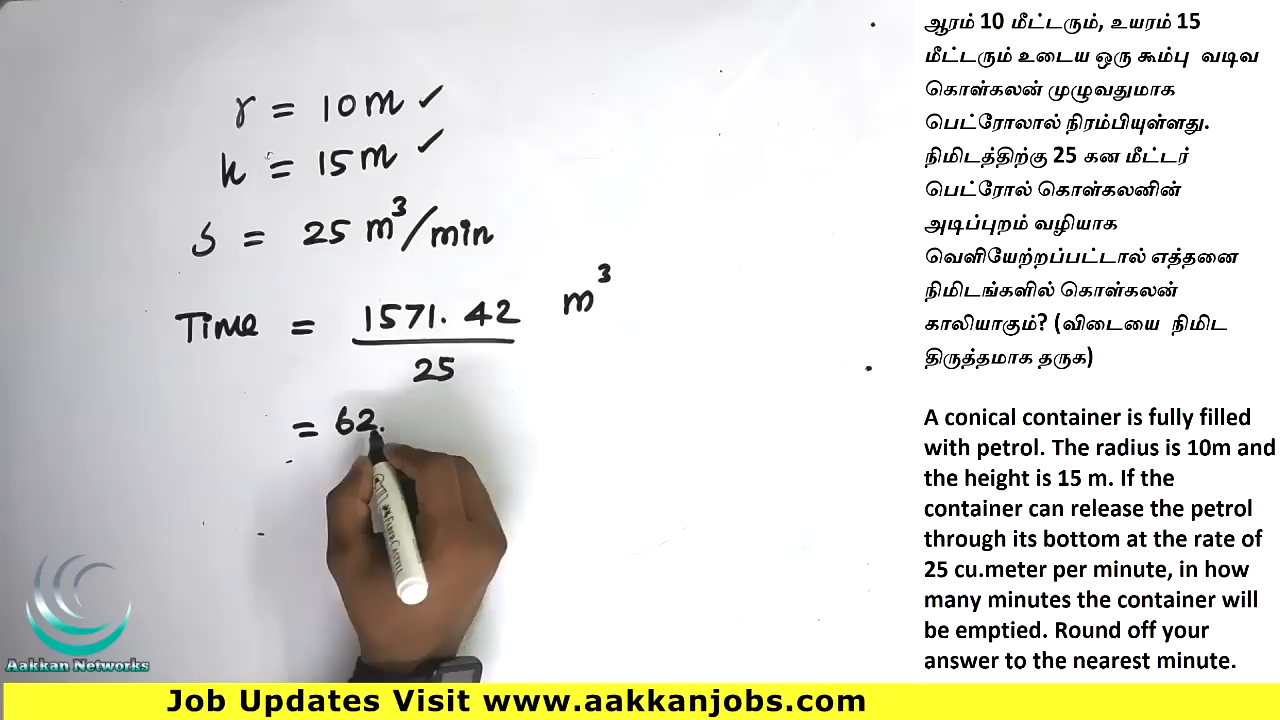 r = 10m ✓
h = 15m ✓
S = 25 m³/min
Time = 1571.42 m³
25
= 62.
ஆரம் 10 மீட்டரும், உயரம் 15
மீட்டரும் உடைய ஒரு கூம்பு வடிவ
கொள்கலன் முழுவதுமாக
பெட்ரோலால் நிரம்பியுள்ளது.
நிமிடத்திற்கு 25 கன மீட்டர்
பெட்ரோல் கொள்கலனின்
அடிப்புறம் வழியாக
வெளியேற்றப்பட்டால் எத்தனை
நிமிடங்களில் கொள்கலன்
காலியாகும்? (விடையை நிமிட
திருத்தமாக தருக)
A conical container is fully filled
with petrol. The radius is 10m and
the height is 15 m. If the
container can release the petrol
through its bottom at the rate of
25 cu.meter per minute, in how
many minutes the container will
be emptied. Round off your
answer to the nearest minute.
Aakkan Networks
Job Updates Visit www.aakkanjobs.com